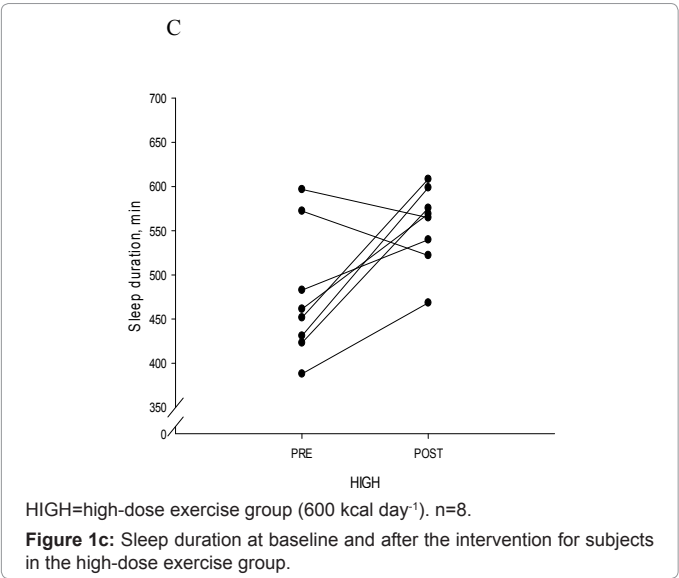 C
700
650
600
550
500
450
400
350
0
Sleep duration, min
PRE POST
HIGH
HIGH=high-dose exercise group (600 kcal day-1). n=8.
Figure 1c: Sleep duration at baseline and after the intervention for subjects
in the high-dose exercise group.